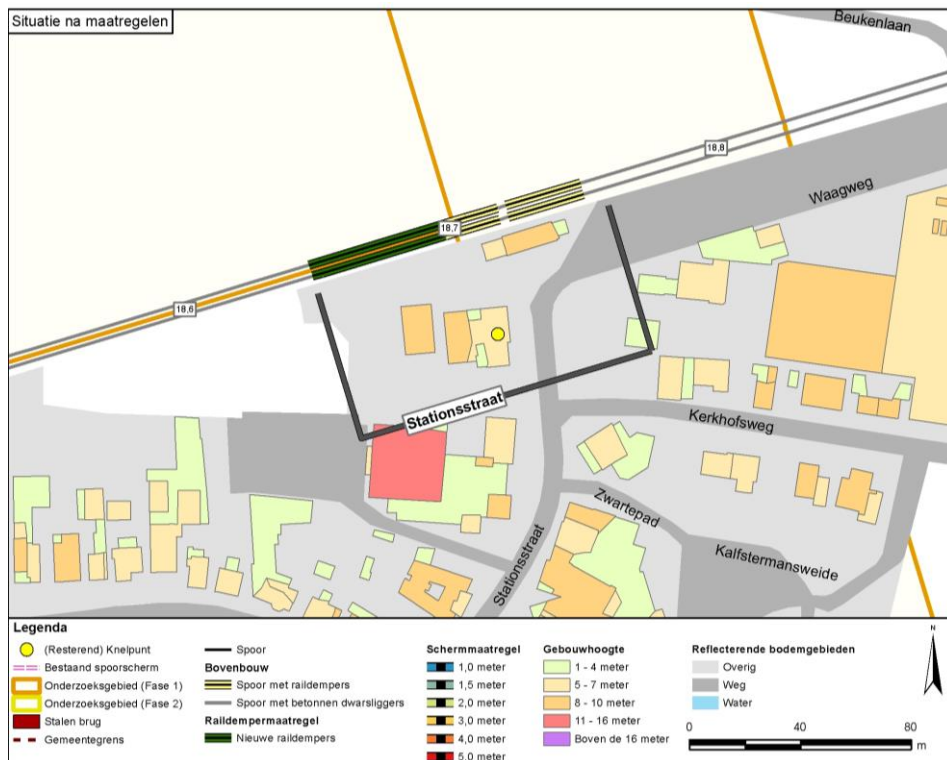 Situatie na maatregelen
Beukenlaan
18,8
Waagweg
18,7
18,6
Stationsstraat
Kerkhofsweg
Zwartepad
Stationsstraat
Kalfstermansweide
Legenda
(Resterend) Knelpunt
Bestaand spoorscherm
Onderzoeksgebied (Fase 1)
Onderzoeksgebied (Fase 2)
Stalen brug
Gemeentegrens
Spoor
Bovenbouw
Spoor met raildempers
Spoor met betonnen dwarsliggers
Raildempermaatregel
Nieuwe raildempers
Schermmaatregel
1,0 meter
1,5 meter
2,0 meter
3,0 meter
4,0 meter
5,0 meter
Gebouwhoogte
1 - 4 meter
5 - 7 meter
8 - 10 meter
11 - 16 meter
Boven de 16 meter
Reflecterende bodemgebieden
Overig
Weg
Water
0 40 80
m
N